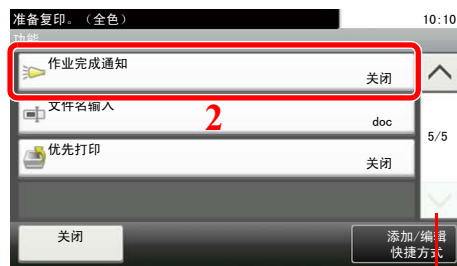 准备复印。（全色） 10:10
功能
作业完成通知
关闭
文件名输入
doc
2
5/5
优先打印
关闭
关闭
添加/编辑
快捷方式